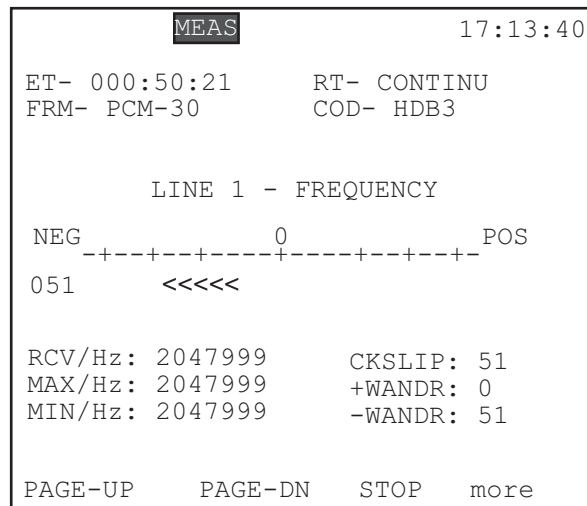 MEAS 17:13:40
ET- 000:50:21 RT- CONTINU
FRM- PCM-30 COD- HDB3
LINE 1 - FREQUENCY
NEG 0 POS
-+--+--+----+----+--+--+-
051 <<<<<
RCV/Hz: 2047999 CKSLIP: 51
MAX/Hz: 2047999 +WANDR: 0
MIN/Hz: 2047999 -WANDR: 51
PAGE-UP PAGE-DN STOP more